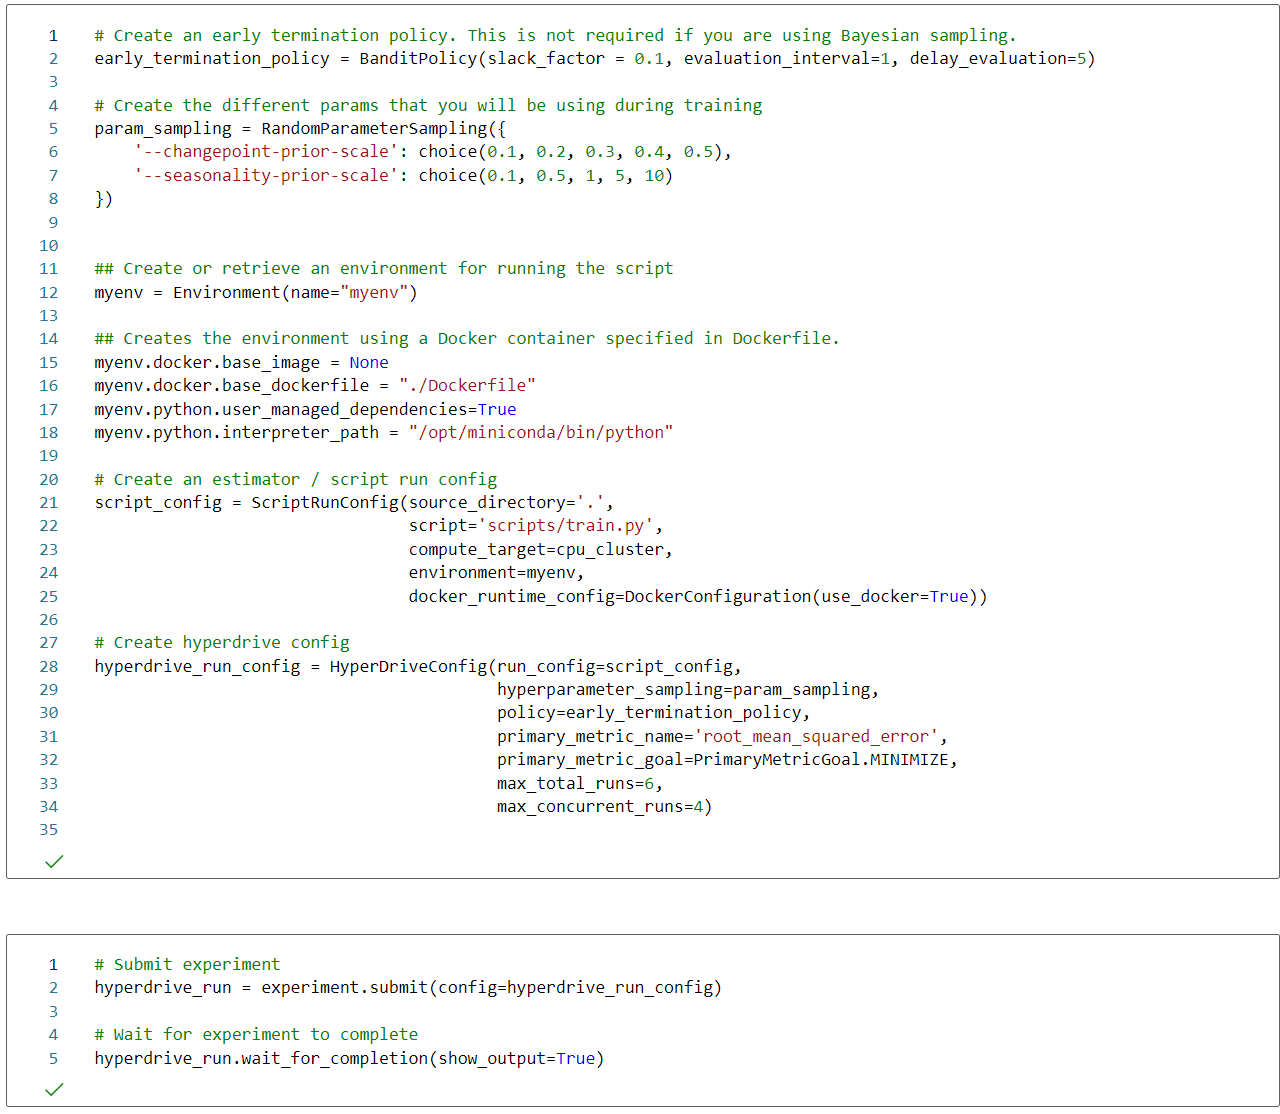 1 # Create an early termination policy. This is not required if you are using Bayesian sampling.
2 early_termination_policy = BanditPolicy(slack_factor = 0.1, evaluation_interval=1, delay_evaluation=5)
3
4 # Create the different params that you will be using during training
5 param_sampling = RandomParameterSampling({
6     '--changepoint-prior-scale': choice(0.1, 0.2, 0.3, 0.4, 0.5),
7     '--seasonality-prior-scale': choice(0.1, 0.5, 1, 5, 10)
8 })
9
10
11 ## Create or retrieve an environment for running the script
12 myenv = Environment(name="myenv")
13
14 ## Creates the environment using a Docker container specified in Dockerfile.
15 myenv.docker.base_image = None
16 myenv.docker.base_dockerfile = "./Dockerfile"
17 myenv.python.user_managed_dependencies=True
18 myenv.python.interpreter_path = "/opt/miniconda/bin/python"
19
20 # Create an estimator / script run config
21 script_config = ScriptRunConfig(source_directory='.',
22                                 script='scripts/train.py',
23                                 compute_target=cpu_cluster,
24                                 environment=myenv,
25                                 docker_runtime_config=DockerConfiguration(use_docker=True))
26
27 # Create hyperdrive config
28 hyperdrive_run_config = HyperDriveConfig(run_config=script_config,
29                                          hyperparameter_sampling=param_sampling,
30                                          policy=early_termination_policy,
31                                          primary_metric_name='root_mean_squared_error',
32                                          primary_metric_goal=PrimaryMetricGoal.MINIMIZE,
33                                          max_total_runs=6,
34                                          max_concurrent_runs=4)
35
1 # Submit experiment
2 hyperdrive_run = experiment.submit(config=hyperdrive_run_config)
3
4 # Wait for experiment to complete
5 hyperdrive_run.wait_for_completion(show_output=True)